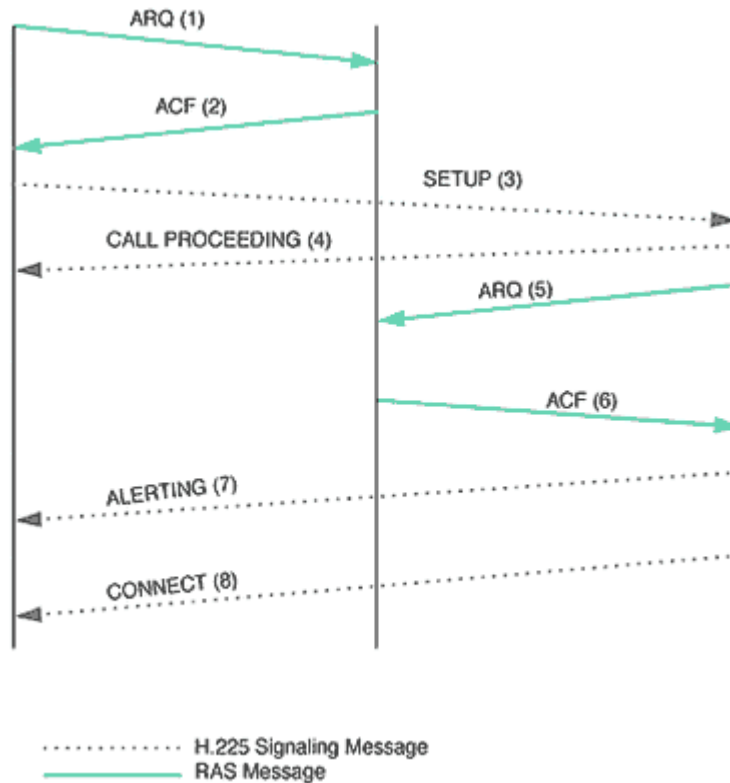 ARQ (1)
ACF (2)
SETUP (3)
CALL PROCEEDING (4)
ARQ (5)
ACF (6)
ALERTING (7)
CONNECT (8)
H.225 Signaling Message
RAS Message